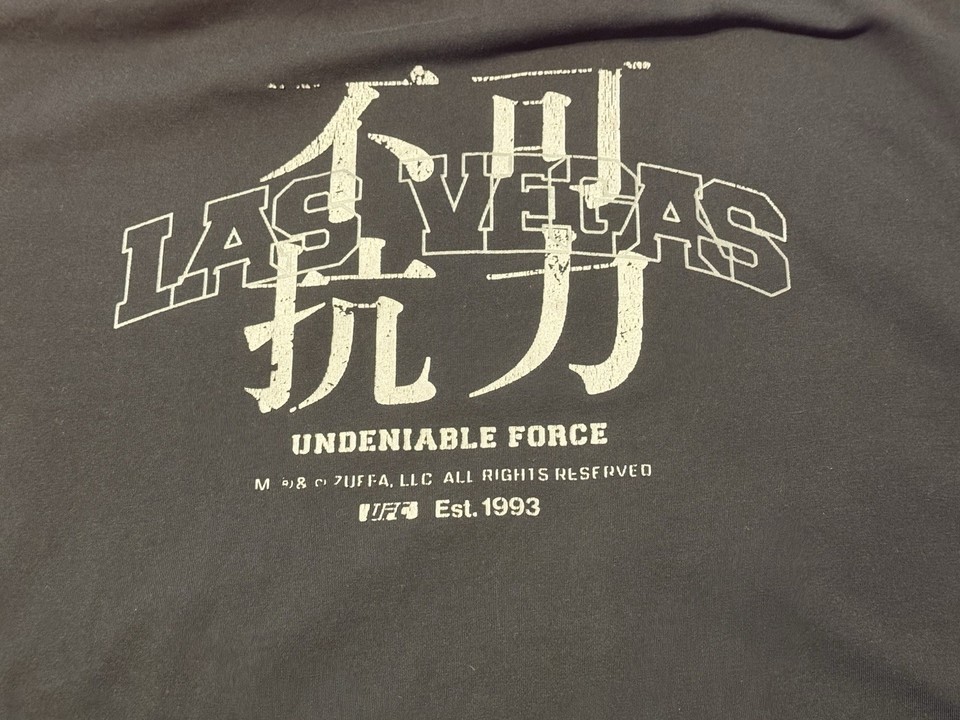 不可
LAS VEGAS
抗力
UNDENIABLE FORCE
& ZUFFA, LLC ALL RIGHTS RESERVED
UFC Est. 1993